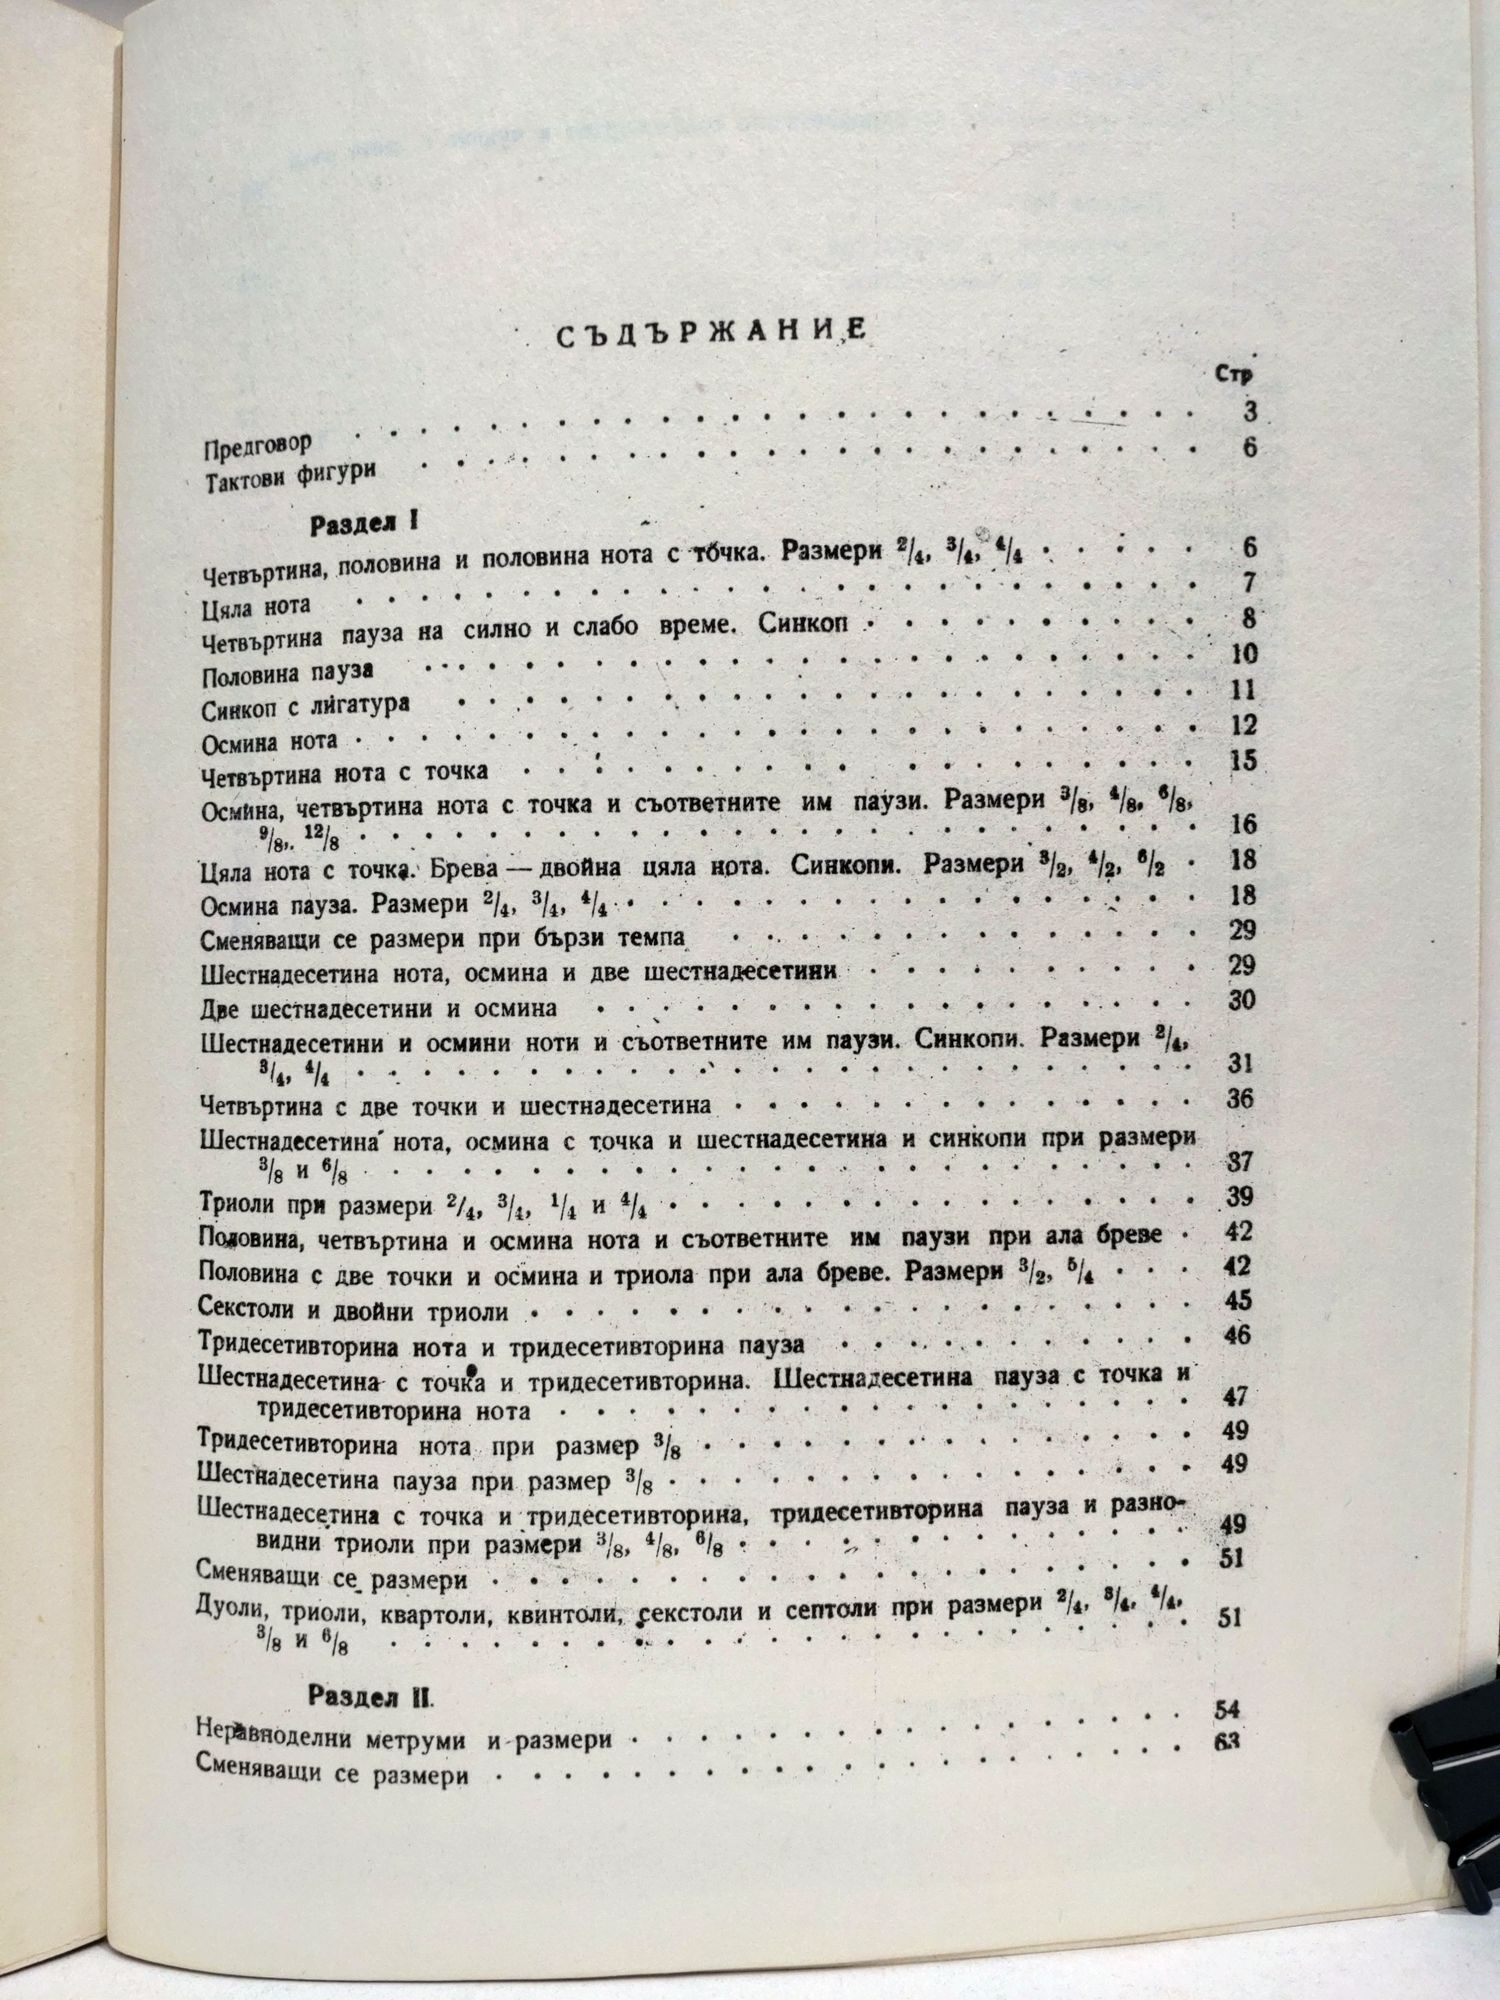 СЪДЪРЖАНИЕ
Стр
Предговор . . . . . . . . . . . . . . . . . . . . 3
Тактови фигури . . . . . . . . . . . . . . . . . . . . 6
Раздел I
Четвъртина, половина и половина нота с точка. Размери 2/4, 3/4, 4/4 . . . . . 6
Цяла нота . . . . . . . . . . . . . . . . . . . . 7
Четвъртина пауза на силно и слабо време. Синкоп . . . . . . . . . . 8
Половина пауза . . . . . . . . . . . . . . . . . . . . 10
Синкоп с лигатура . . . . . . . . . . . . . . . . . . . . 11
Осмина нота . . . . . . . . . . . . . . . . . . . . 12
Четвъртина нота с точка . . . . . . . . . . . . . . . . . . . . 15
Осмина, четвъртина нота с точка и съответните им паузи. Размери 3/8, 4/8, 6/8,
9/8, 12/8 . . . . . . . . . . . . . . . . . . . . 16
Цяла нота с точка. Брева — двойна цяла нота. Синкопи. Размери 3/2, 4/2, 6/2 . 18
Осмина пауза. Размери 2/4, 3/4, 4/4 . . . . . . . . . . . . . . . . . 18
Сменяващи се размери при бързи темпа . . . . . . . . . . . . . . 29
Шестнадесетина нота, осмина и две шестнадесетини . . . . . . . . . . 29
Две шестнадесетини и осмина . . . . . . . . . . . . . . . . . . 30
Шестнадесетини и осмини ноти и съответните им паузи. Синкопи. Размери 2/4,
3/4, 4/4 . . . . . . . . . . . . . . . . . . . . 31
Четвъртина с две точки и шестнадесетина . . . . . . . . . . . . . . 36
Шестнадесетина нота, осмина с точка и шестнадесетина и синкопи при размери
3/8 и 6/8 . . . . . . . . . . . . . . . . . . . . 37
Триоли при размери 2/4, 3/4, 1/4 и 4/4 . . . . . . . . . . . . . . . . 39
Половина, четвъртина и осмина нота и съответните им паузи при ала бреве . 42
Половина с две точки и осмина и триола при ала бреве. Размери 3/2, 5/4 . . . 42
Секстоли и двойни триоли . . . . . . . . . . . . . . . . . . . . 45
Тридесетивторина нота и тридесетивторина пауза . . . . . . . . . . . 46
Шестнадесетина с точка и тридесетивторина. Шестнадесетина пауза с точка и
тридесетивторина нота . . . . . . . . . . . . . . . . . . . 47
Тридесетивторина нота при размер 3/8 . . . . . . . . . . . . . . . 49
Шестнадесетина пауза при размер 3/8 . . . . . . . . . . . . . . . . 49
Шестнадесетина с точка и тридесетивторина, тридесетивторина пауза и разно-
видни триоли при размери 3/8, 4/8, 6/8 . . . . . . . . . . . . . . 49
Сменяващи се размери . . . . . . . . . . . . . . . . . . . . 51
Дуоли, триоли, квартоли, квинтоли, секстоли и септоли при размери 2/4, 3/4, 4/4,
3/8 и 6/8 . . . . . . . . . . . . . . . . . . . . 51
Раздел II.
Неравноделни метруми и размери . . . . . . . . . . . . . . . . . 54
Сменяващи се размери . . . . . . . . . . . . . . . . . . . . 63